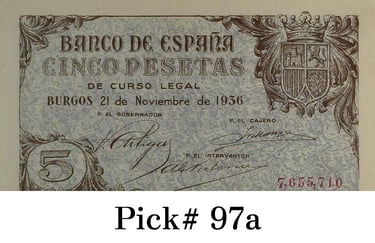 BANCO DE ESPAÑA
CINCO PESETAS
DE CURSO LEGAL
BURGOS 21 de Noviembre de 1936
P. EL GOBERNADOR
P. EL CAJERO
P. EL INTERVENTOR
5
7,655,710
Pick# 97a